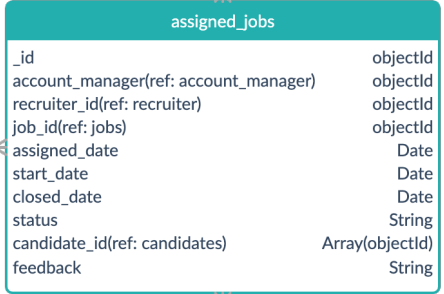 assigned_jobs
_id objectId
account_manager(ref: account_manager) objectId
recruiter_id(ref: recruiter) objectId
job_id(ref: jobs) objectId
assigned_date Date
start_date Date
closed_date Date
status String
candidate_id(ref: candidates) Array(objectId)
feedback String